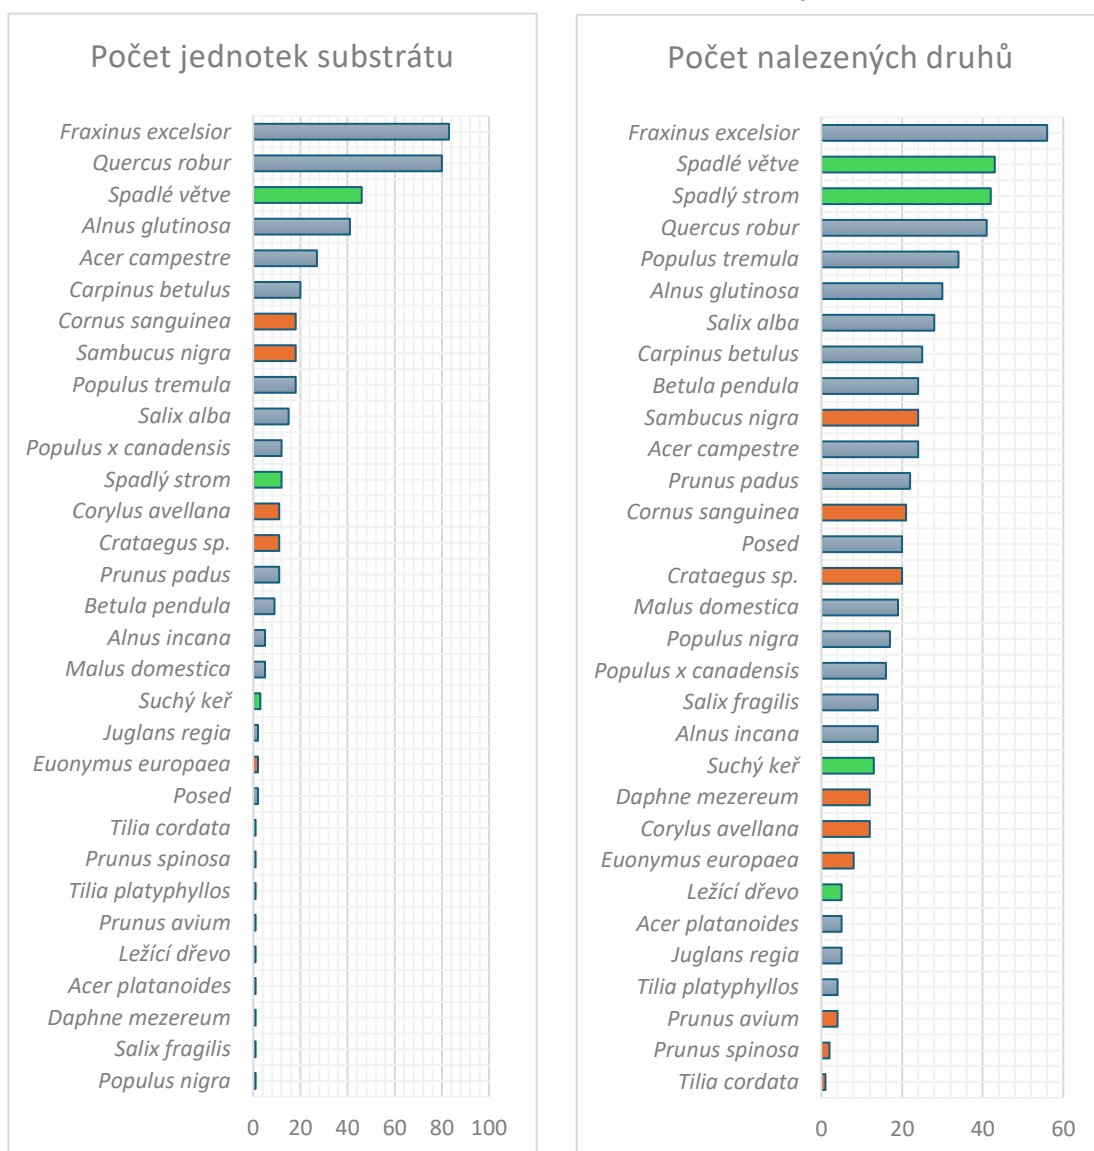 Počet jednotek substrátu
Fraxinus excelsior
Quercus robur
Spadlé větve
Alnus glutinosa
Acer campestre
Carpinus betulus
Cornus sanguinea
Sambucus nigra
Populus tremula
Salix alba
Populus x canadensis
Spadlý strom
Corylus avellana
Crataegus sp.
Prunus padus
Betula pendula
Alnus incana
Malus domestica
Suchý keř
Juglans regia
Euonymus europaea
Posed
Tilia cordata
Prunus spinosa
Tilia platyphyllos
Prunus avium
Ležící dřevo
Acer platanoides
Daphne mezereum
Salix fragilis
Populus nigra
0 20 40 60 80 100
Počet nalezených druhů
Fraxinus excelsior
Spadlé větve
Spadlý strom
Quercus robur
Populus tremula
Alnus glutinosa
Salix alba
Carpinus betulus
Betula pendula
Sambucus nigra
Acer campestre
Prunus padus
Cornus sanguinea
Posed
Crataegus sp.
Malus domestica
Populus nigra
Populus x canadensis
Salix fragilis
Alnus incana
Suchý keř
Daphne mezereum
Corylus avellana
Euonymus europaea
Ležící dřevo
Acer platanoides
Juglans regia
Tilia platyphyllos
Prunus avium
Prunus spinosa
Tilia cordata
0 20 40 60